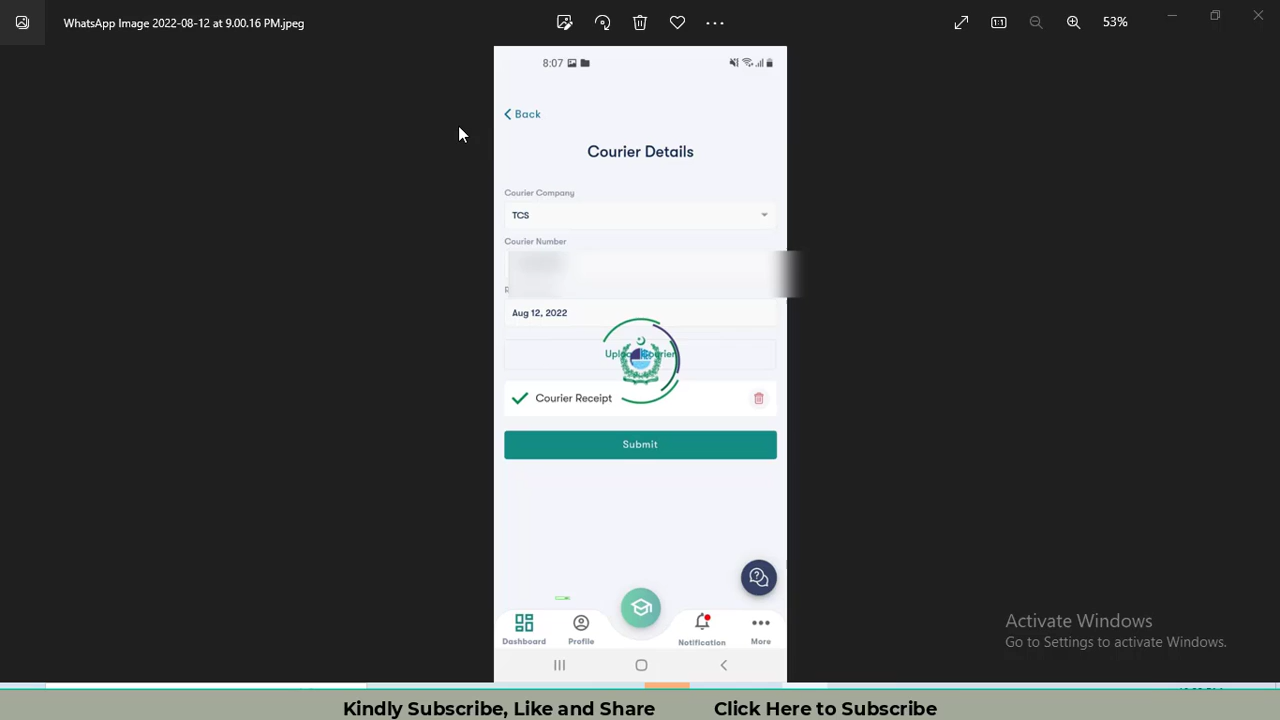 WhatsApp Image 2022-08-12 at 9.00.16 PM.jpeg
53%
8:07
Back
Courier Details
Courier Company
TCS
Courier Number
Aug 12, 2022
Courier Receipt
Submit
Dashboard
Profile
Notification
More
Activate Windows
Go to Settings to activate Windows.
Kindly Subscribe, Like and Share
Click Here to Subscribe